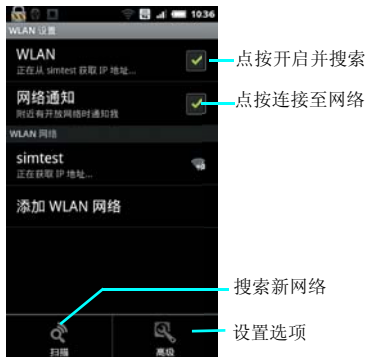 1036
WLAN 设置
WLAN
正在从 simtest 获取 IP 地址...
点按开启并搜索
网络通知
附近有开放网络时通知我
点按连接至网络
WLAN 网络
simtest
正在获取 IP 地址...
添加 WLAN 网络
搜索新网络
扫描
高级
设置选项